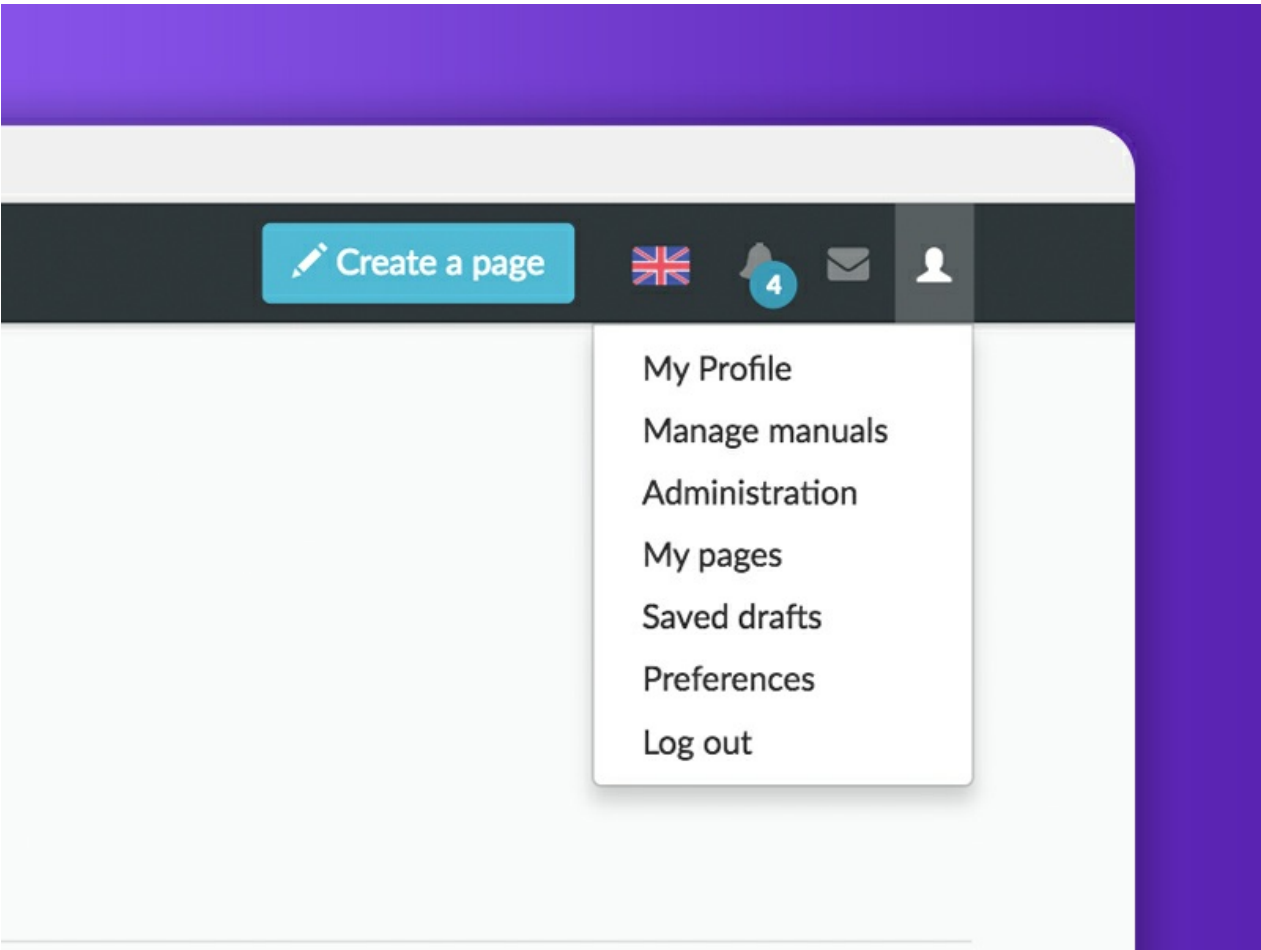 Create a page
4
My Profile
Manage manuals
Administration
My pages
Saved drafts
Preferences
Log out